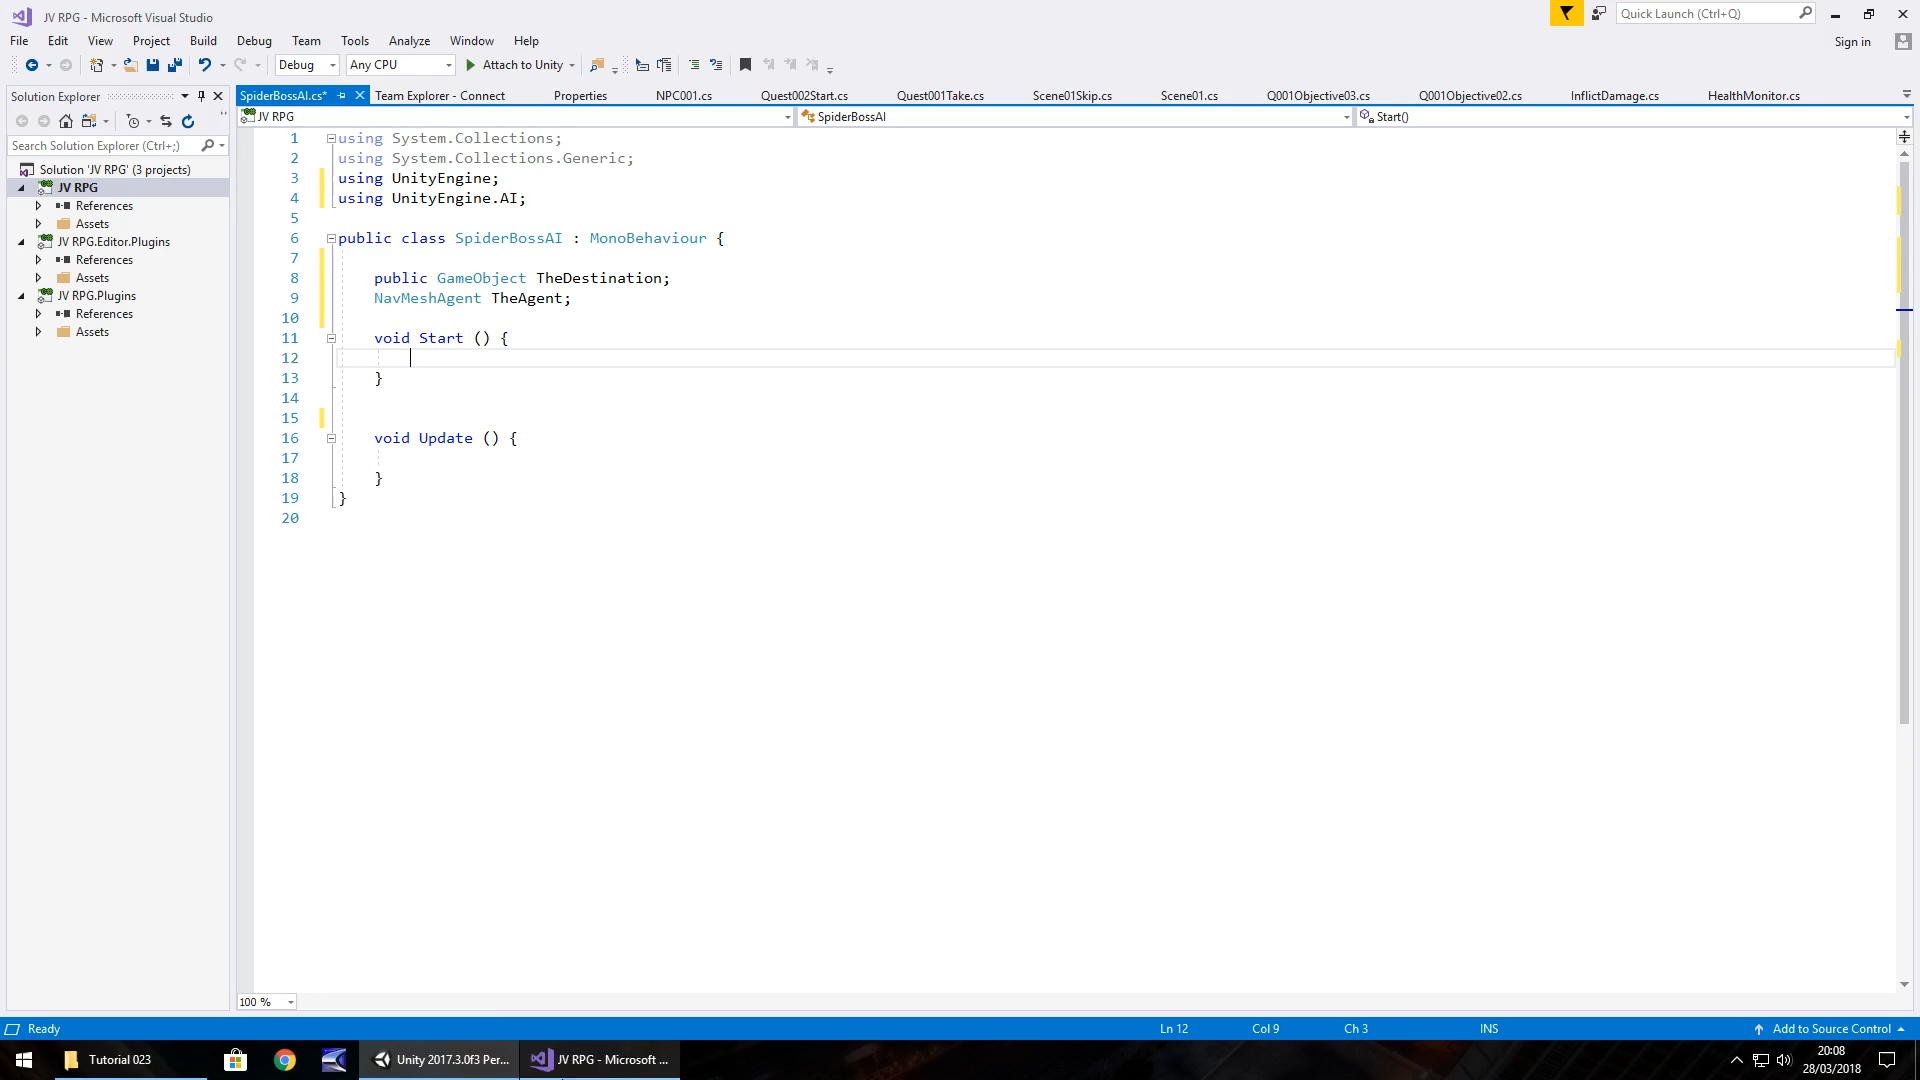 JV RPG - Microsoft Visual Studio
Quick Launch (Ctrl+Q)
File Edit View Project Build Debug Team Tools Analyze Window Help
Sign in
Debug Any CPU Attach to Unity
Solution Explorer
SpiderBossAI.cs* Team Explorer - Connect Properties NPC001.cs Quest002Start.cs Quest001Take.cs Scene01Skip.cs Scene01.cs Q001Objective03.cs Q001Objective02.cs InflictDamage.cs HealthMonitor.cs
JV RPG SpiderBossAI Start()
Search Solution Explorer (Ctrl+;)
Solution 'JV RPG' (3 projects)
JV RPG
References
Assets
JV RPG.Editor.Plugins
References
Assets
JV RPG.Plugins
References
Assets
1 using System.Collections;
2 using System.Collections.Generic;
3 using UnityEngine;
4 using UnityEngine.AI;
5
6 public class SpiderBossAI : MonoBehaviour {
7
8 public GameObject TheDestination;
9 NavMeshAgent TheAgent;
10
11 void Start () {
12
13 }
14
15
16 void Update () {
17
18 }
19 }
20
100 %
Ready Ln 12 Col 9 Ch 3 INS Add to Source Control
Tutorial 023 Unity 2017.3.0f3 Per... JV RPG - Microsoft ...
20:08
28/03/2018